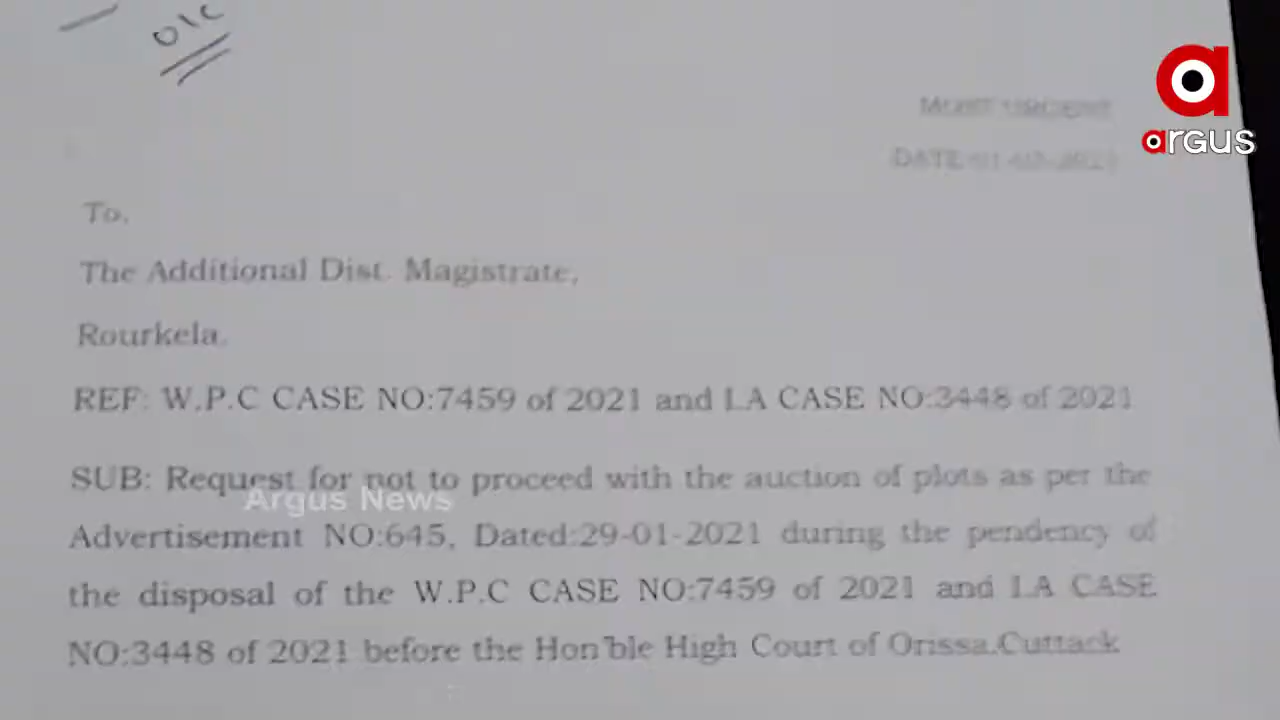 OIC
MOST URGENT
argus
To,
The Additional Dist. Magistrate,
Rourkela.
REF: W.P.C CASE NO:7459 of 2021 and I.A CASE NO:3448 of 2021
SUB: Request for not to proceed with the auction of plots as per the
Argus News
Advertisement NO:645, Dated:29-01-2021 during the pendency of
the disposal of the W.P.C CASE NO:7459 of 2021 and I.A CASE
NO:3448 of 2021 before the Hon'ble High Court of Orissa.Cuttack